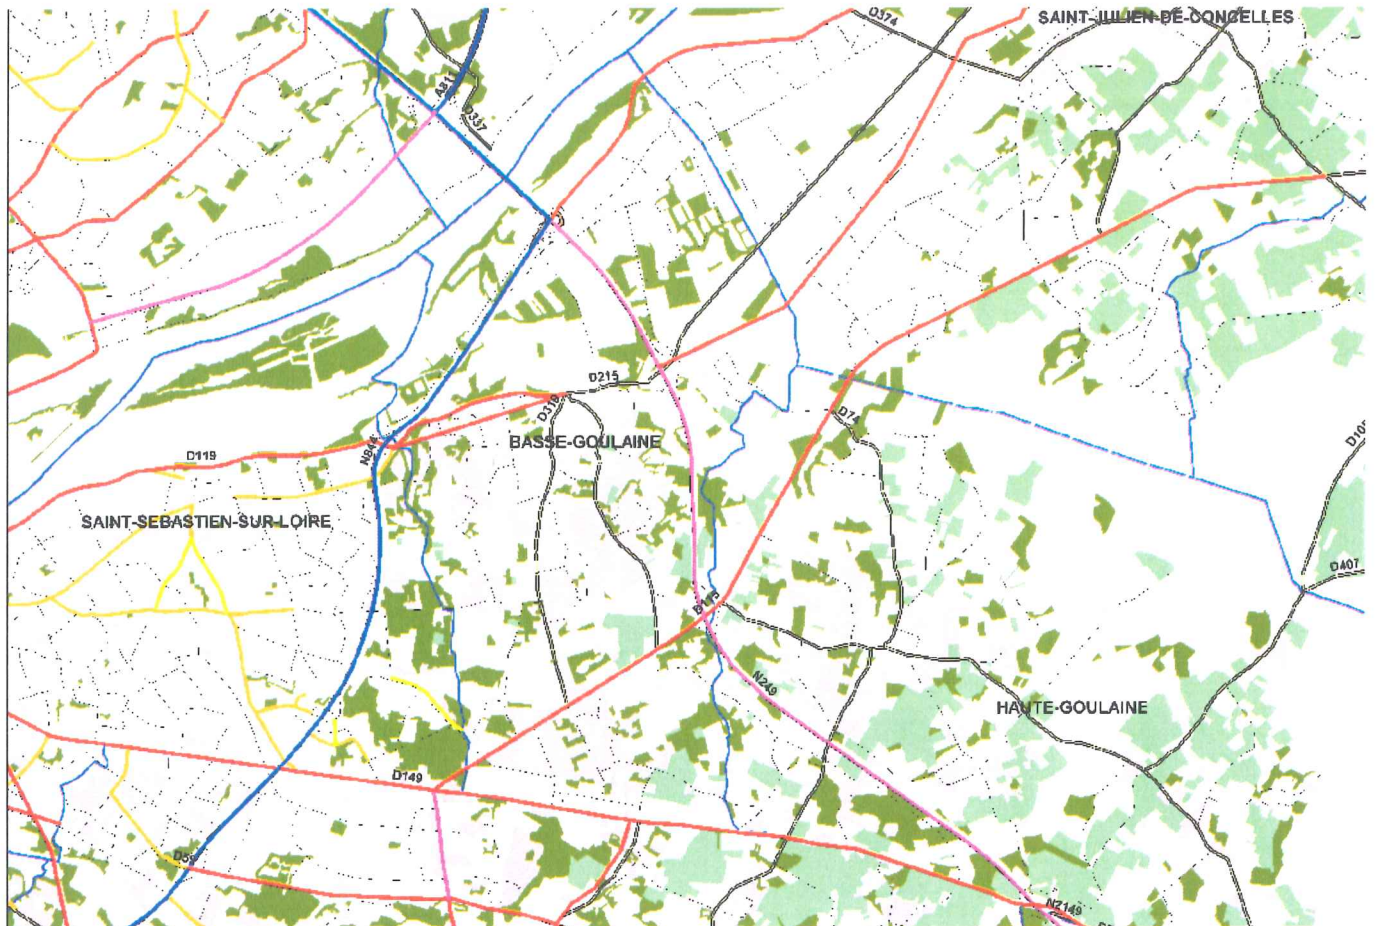 D374
SAINT-JULIEN-DE-CONCELLES
A811
D337
D215
D319
D74
BASSE-GOULAINE
N844
D119
SAINT-SEBASTIEN-SUR-LOIRE
D407
D115
N249
HAUTE-GOULAINE
D149
N2149